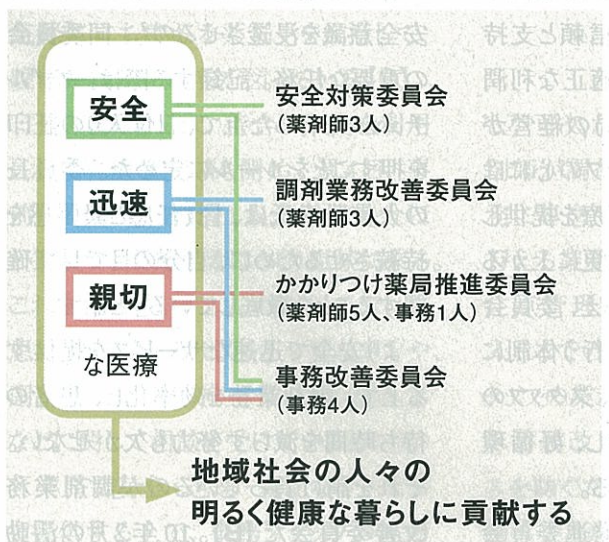 安全
安全対策委員会
(薬剤師3人)
迅速
調剤業務改善委員会
(薬剤師3人)
親切
かかりつけ薬局推進委員会
(薬剤師5人、事務1人)
な医療
事務改善委員会
(事務4人)
地域社会の人々の
明るく健康な暮らしに貢献する